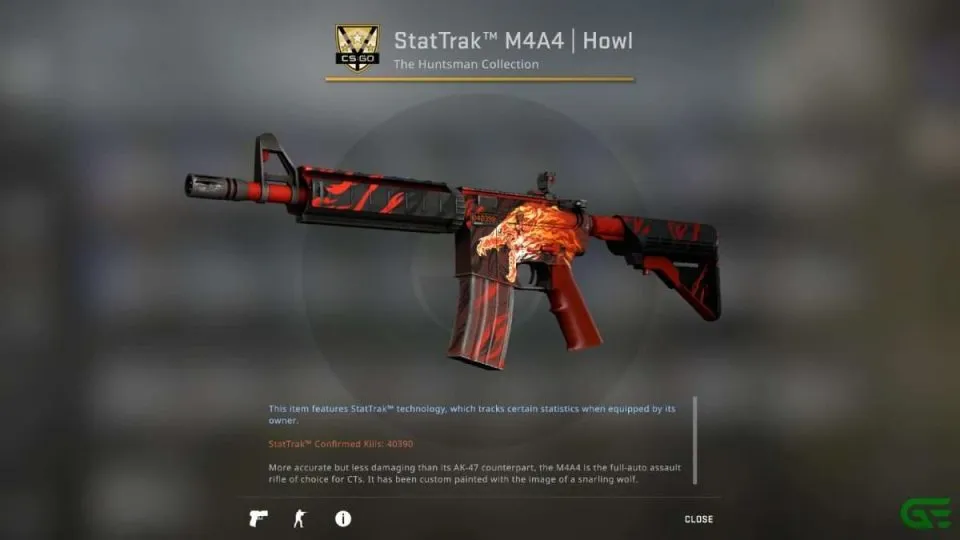 StatTrak™ M4A4 | Howl
CS:GO
The Huntsman Collection
This item features StatTrak™ technology, which tracks certain statistics when equipped by its
owner.
StatTrak™ Confirmed Kills: 40390
More accurate but less damaging than its AK-47 counterpart, the M4A4 is the full-auto assault
rifle of choice for CTs. It has been custom painted with the image of a snarling wolf.
CLOSE